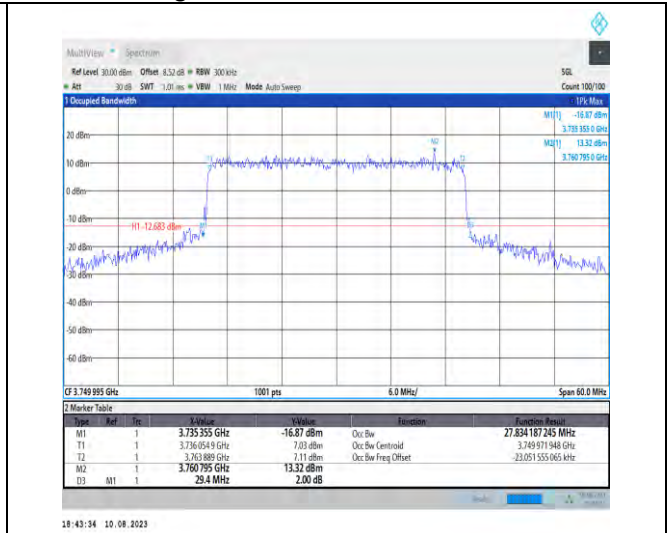 MultiView Spectrum
Ref Level 30.00 dBm Offset 8.52 dB RBW 300 kHz SGL
Att 30 dB SWT 1.01 ms VBW 1 MHz Mode Auto Sweep Count 100/100
1 Occupied Bandwidth 1Pk Max
M1[1] -16.87 dBm
3.735 355 0 GHz
M2[1] 13.32 dBm
3.760 795 0 GHz
20 dBm
M2
T1
T2
10 dBm
0 dBm
-10 dBm
H1 -12.683 dBm
-20 dBm
-30 dBm
-40 dBm
-50 dBm
-60 dBm
CF 3.749 995 GHz 1001 pts 6.0 MHz/ Span 60.0 MHz
2 Marker Table
Type Ref Trc X-Value Y-Value Function Function Result
M1 1 3.735 355 GHz -16.87 dBm Occ Bw 27.834 187 245 MHz
T1 1 3.736 054 9 GHz 7.03 dBm Occ Bw Centroid 3.749 971 948 GHz
T2 1 3.763 889 GHz 7.11 dBm Occ Bw Freq Offset -23.051 555 065 kHz
M2 1 3.760 795 GHz 13.32 dBm
D3 M1 1 29.4 MHz 2.00 dB
18:43:34 10.08.2023